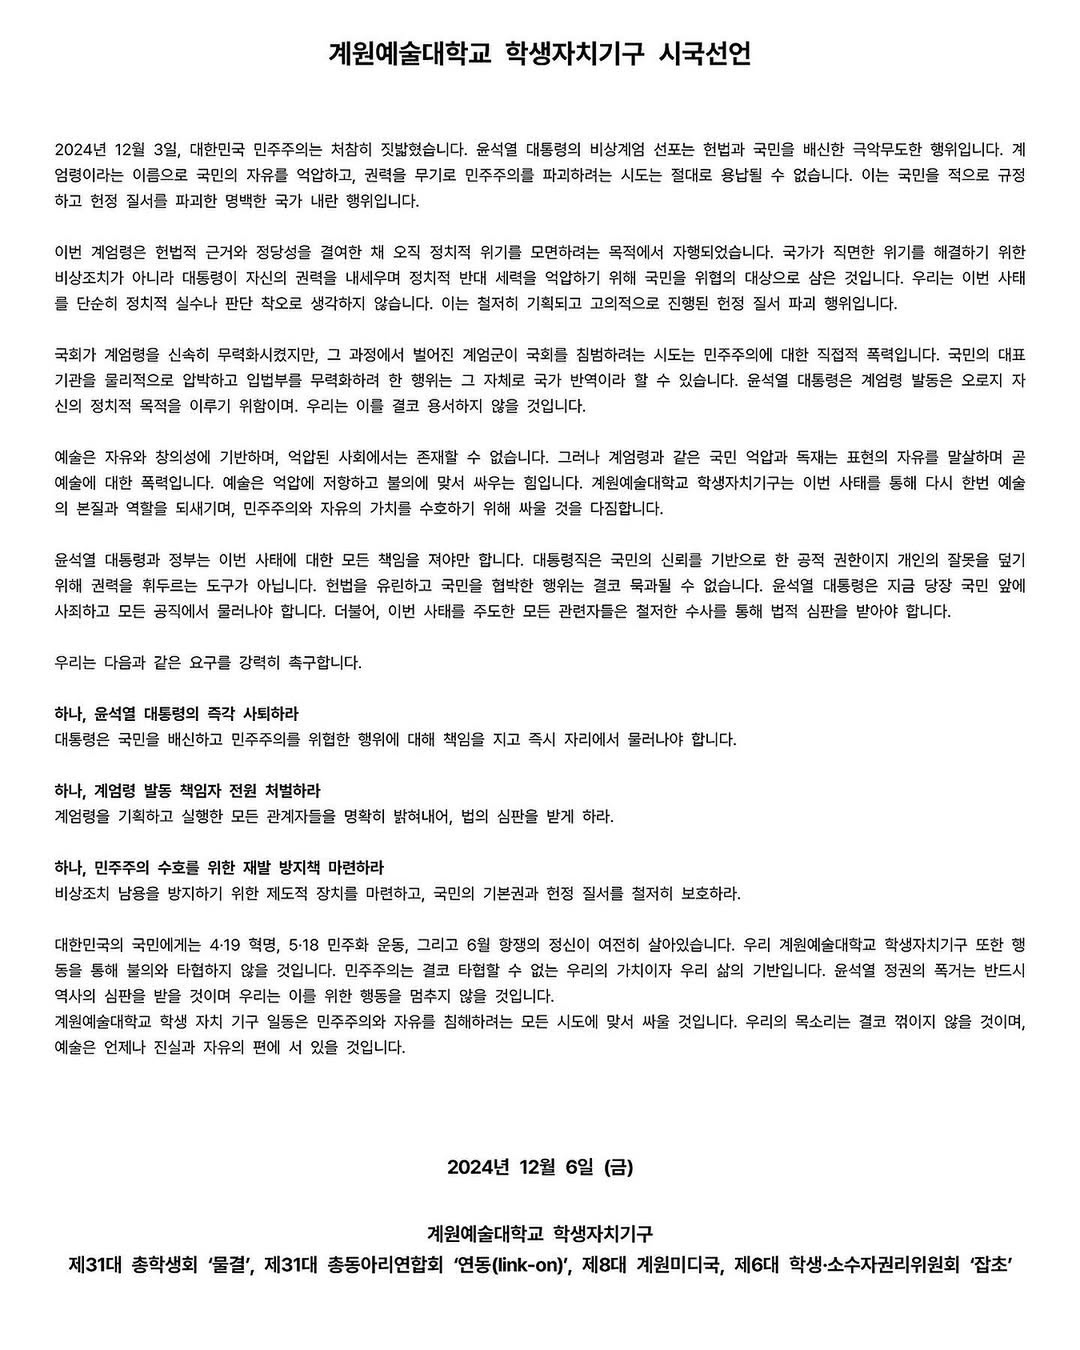 계원예술대학교 학생자치기구 시국선언
2024년 12월 3일, 대한민국 민주주의는 처참히 짓밟혔습니다. 윤석열 대통령의 비상계엄 선포는 헌법과 국민을 배신한 극악무도한 행위입니다. 계
엄령이라는 이름으로 국민의 자유를 억압하고, 권력을 무기로 민주주의를 파괴하려는 시도는 절대로 용납될 수 없습니다. 이는 국민을 적으로 규정
하고 헌정 질서를 파괴한 명백한 국가 내란 행위입니다.
이번 계엄령은 헌법적 근거와 정당성을 결여한 채 오직 정치적 위기를 모면하려는 목적에서 자행되었습니다. 국가가 직면한 위기를 해결하기 위한
비상조치가 아니라 대통령이 자신의 권력을 내세우며 정치적 반대 세력을 억압하기 위해 국민을 위협의 대상으로 삼은 것입니다. 우리는 이번 사태
를 단순히 정치적 실수나 판단 착오로 생각하지 않습니다. 이는 철저히 기획되고 고의적으로 진행된 헌정 질서 파괴 행위입니다.
국회가 계엄령을 신속히 무력화시켰지만, 그 과정에서 벌어진 계엄군이 국회를 침범하려는 시도는 민주주의에 대한 직접적 폭력입니다. 국민의 대표
기관을 물리적으로 압박하고 입법부를 무력화하려 한 행위는 그 자체로 국가 반역이라 할 수 있습니다. 윤석열 대통령은 계엄령 발동은 오로지 자
신의 정치적 목적을 이루기 위함이며. 우리는 이를 결코 용서하지 않을 것입니다.
예술은 자유와 창의성에 기반하며, 억압된 사회에서는 존재할 수 없습니다. 그러나 계엄령과 같은 국민 억압과 독재는 표현의 자유를 말살하며 곧
예술에 대한 폭력입니다. 예술은 억압에 저항하고 불의에 맞서 싸우는 힘입니다. 계원예술대학교 학생자치기구는 이번 사태를 통해 다시 한번 예술
의 본질과 역할을 되새기며, 민주주의와 자유의 가치를 수호하기 위해 싸울 것을 다짐합니다.
윤석열 대통령과 정부는 이번 사태에 대한 모든 책임을 져야만 합니다. 대통령직은 국민의 신뢰를 기반으로 한 공적 권한이지 개인의 잘못을 덮기
위해 권력을 휘두르는 도구가 아닙니다. 헌법을 유린하고 국민을 협박한 행위는 결코 묵과될 수 없습니다. 윤석열 대통령은 지금 당장 국민 앞에
사죄하고 모든 공직에서 물러나야 합니다. 더불어, 이번 사태를 주도한 모든 관련자들은 철저한 수사를 통해 법적 심판을 받아야 합니다.
우리는 다음과 같은 요구를 강력히 촉구합니다.
하나, 윤석열 대통령의 즉각 사퇴하라
대통령은 국민을 배신하고 민주주의를 위협한 행위에 대해 책임을 지고 즉시 자리에서 물러나야 합니다.
하나, 계엄령 발동 책임자 전원 처벌하라
계엄령을 기획하고 실행한 모든 관계자들을 명확히 밝혀내어, 법의 심판을 받게 하라.
하나, 민주주의 수호를 위한 재발 방지책 마련하라
비상조치 남용을 방지하기 위한 제도적 장치를 마련하고, 국민의 기본권과 헌정 질서를 철저히 보호하라.
대한민국의 국민에게는 4·19 혁명, 5·18 민주화 운동, 그리고 6월 항쟁의 정신이 여전히 살아있습니다. 우리 계원예술대학교 학생자치기구 또한 행
동을 통해 불의와 타협하지 않을 것입니다. 민주주의는 결코 타협할 수 없는 우리의 가치이자 우리 삶의 기반입니다. 윤석열 정권의 폭거는 반드시
역사의 심판을 받을 것이며 우리는 이를 위한 행동을 멈추지 않을 것입니다.
계원예술대학교 학생 자치 기구 일동은 민주주의와 자유를 침해하려는 모든 시도에 맞서 싸울 것입니다. 우리의 목소리는 결코 꺾이지 않을 것이며,
예술은 언제나 진실과 자유의 편에 서 있을 것입니다.
2024년 12월 6일 (금)
계원예술대학교 학생자치기구
제31대 총학생회 ‘물결’, 제31대 총동아리연합회 ‘연동(link-on)’, 제8대 계원미디국, 제6대 학생·소수자권리위원회 ‘잡초’